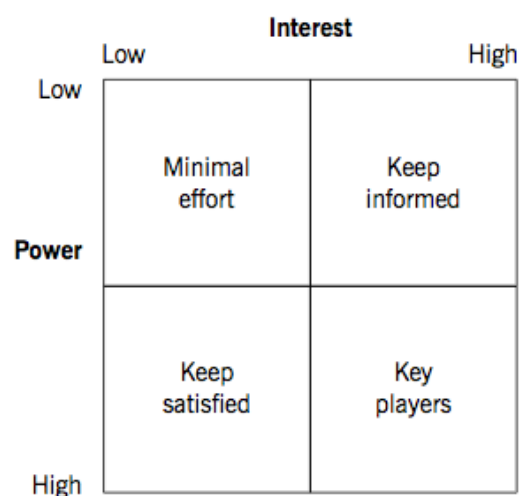 Interest
Low
High
Low
Minimal
effort
Keep
informed
Power
Keep
satisfied
Key
players
High